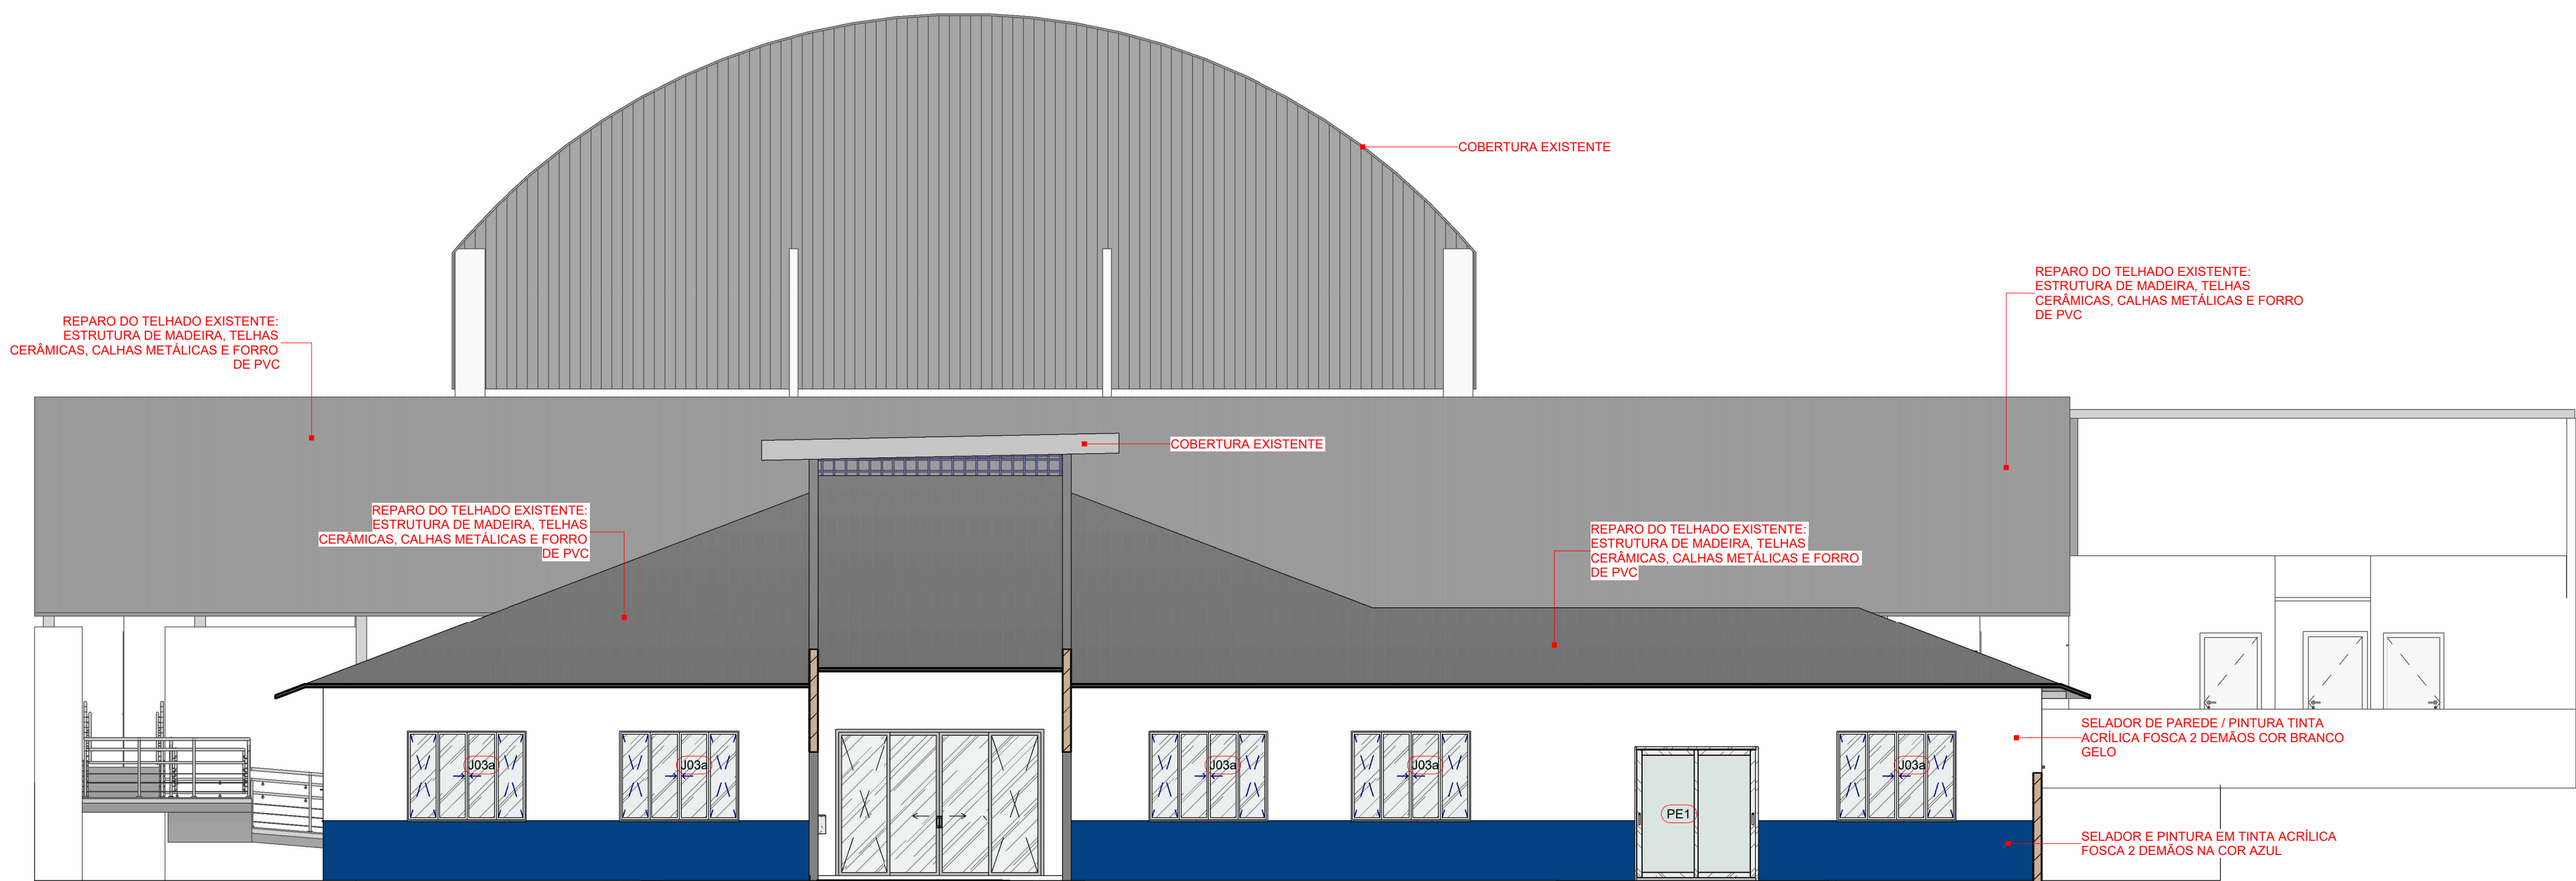 COBERTURA EXISTENTE
REPARO DO TELHADO EXISTENTE:
ESTRUTURA DE MADEIRA, TELHAS
CERÂMICAS, CALHAS METÁLICAS E FORRO
DE PVC
REPARO DO TELHADO EXISTENTE:
ESTRUTURA DE MADEIRA, TELHAS
CERÂMICAS, CALHAS METÁLICAS E FORRO
DE PVC
COBERTURA EXISTENTE
REPARO DO TELHADO EXISTENTE:
ESTRUTURA DE MADEIRA, TELHAS
CERÂMICAS, CALHAS METÁLICAS E FORRO
DE PVC
REPARO DO TELHADO EXISTENTE:
ESTRUTURA DE MADEIRA, TELHAS
CERÂMICAS, CALHAS METÁLICAS E FORRO
DE PVC
SELADOR DE PAREDE / PINTURA TINTA
ACRÍLICA FOSCA 2 DEMÃOS COR BRANCO
GELO
J03a
J03a
J03a
J03a
J03a
PE1
SELADOR E PINTURA EM TINTA ACRÍLICA
FOSCA 2 DEMÃOS NA COR AZUL